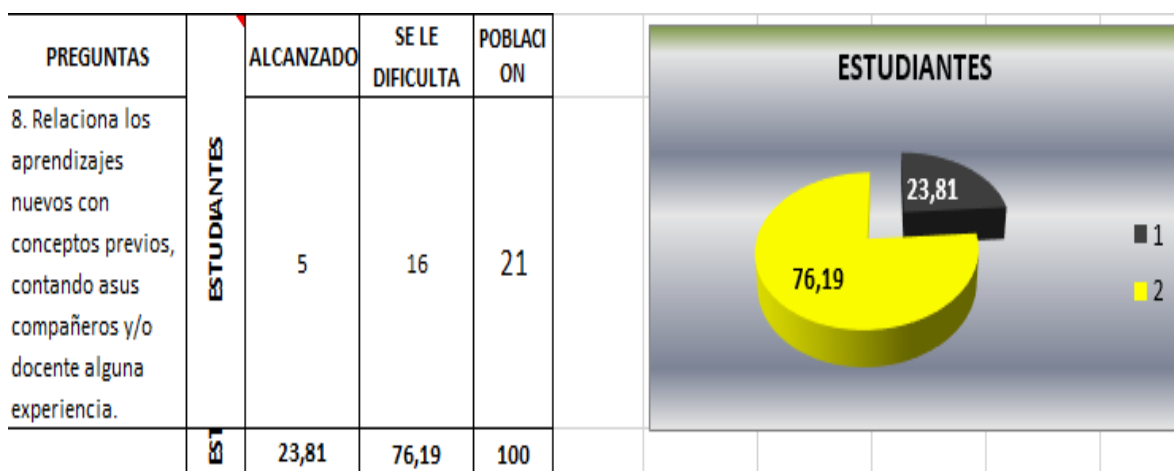 PREGUNTAS
ESTUDIANTES
ALCANZADO
SE LE
DIFICULTA
POBLACI
ON
8. Relaciona los
aprendizajes
nuevos con
conceptos previos,
contando asus
compañeros y/o
docente alguna
experiencia.
5
16
21
EST
23,81
76,19
100
ESTUDIANTES
23,81
76,19
1
2